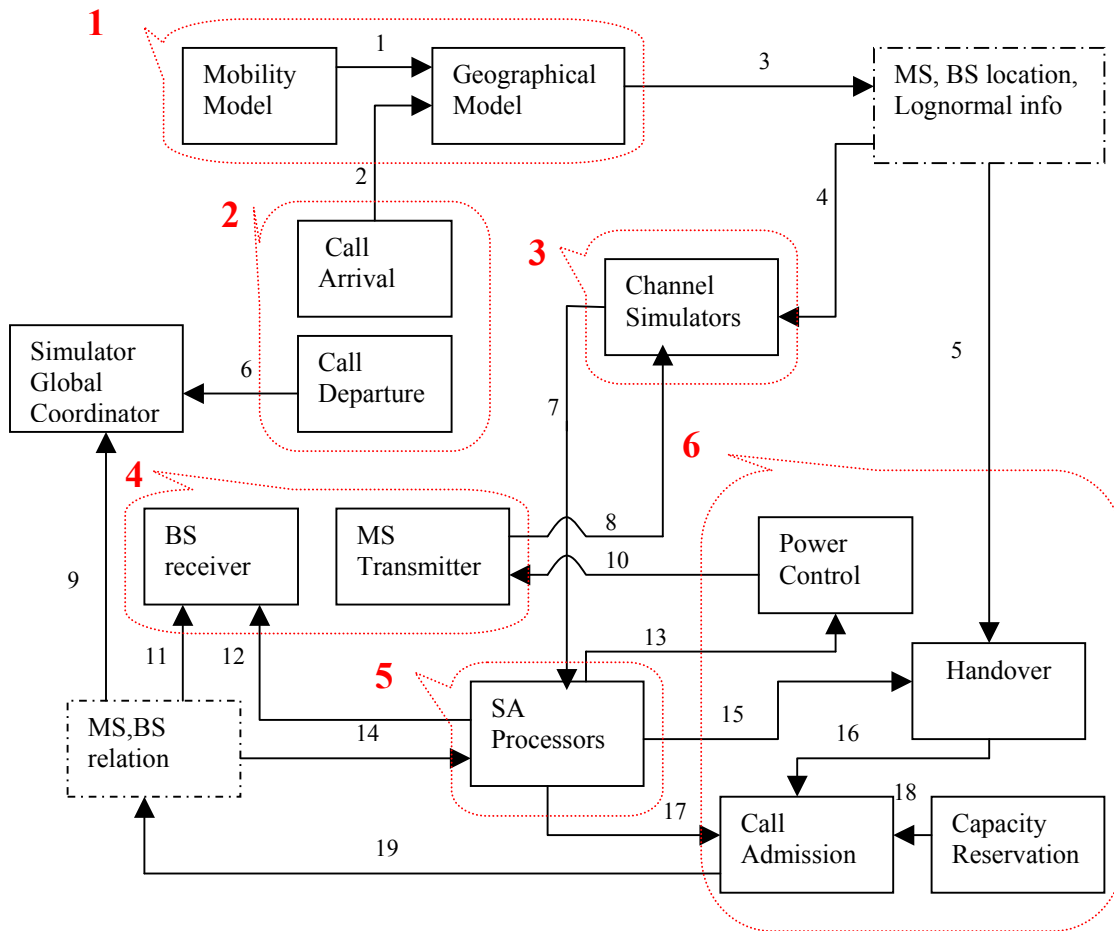 1
1
Mobility
Model
Geographical
Model
3
MS, BS location,
Lognormal info
2
4
2
Call
Arrival
3
Channel
Simulators
5
Simulator
Global
Coordinator
6
Call
Departure
7
4
6
BS
receiver
MS
Transmitter
8
10
Power
Control
9
11
12
13
5
Handover
MS,BS
relation
14
SA
Processors
15
16
17
18
19
Call
Admission
Capacity
Reservation